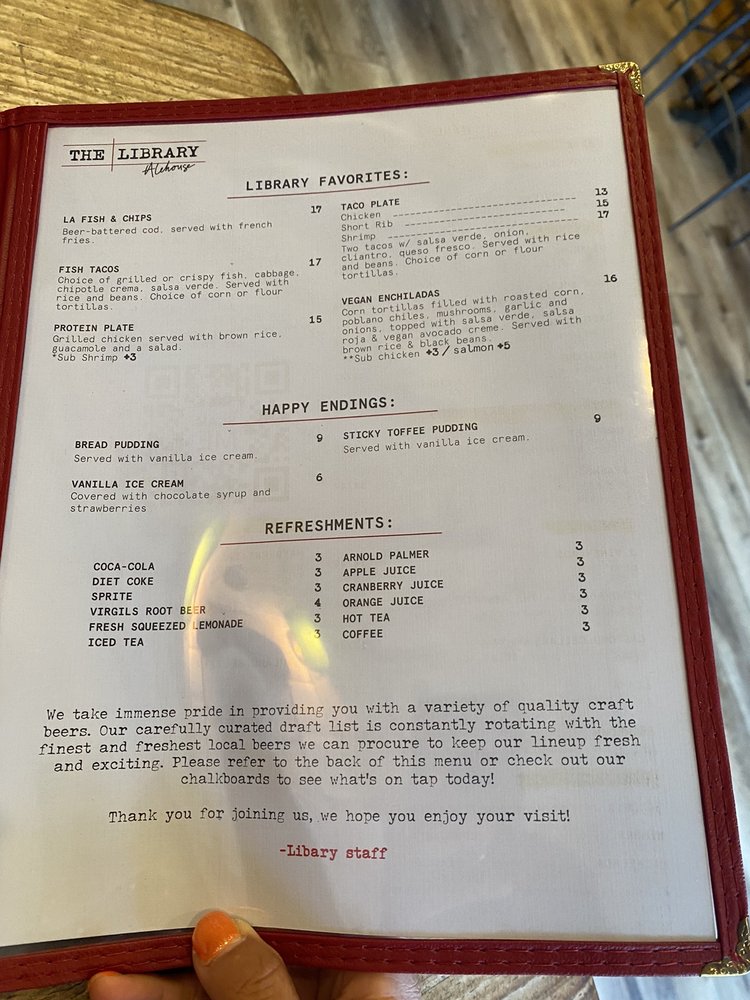 THE LIBRARY
Alehouse
LIBRARY FAVORITES:
LA FISH & CHIPS 17
Beer-battered cod, served with french
fries.
FISH TACOS 17
Choice of grilled or crispy fish, cabbage,
chipotle crema, salsa verde. Served with
rice and beans. Choice of corn or flour
tortillas.
PROTEIN PLATE 15
Grilled chicken served with brown rice,
guacamole and a salad.
*Sub Shrimp +3
TACO PLATE
Chicken 13
Short Rib 15
Shrimp 17
Two tacos w/ salsa verde, onion,
cliantro, queso fresco. Served with rice
and beans. Choice of corn or flour
tortillas.
VEGAN ENCHILADAS 16
Corn tortillas filled with roasted corn,
poblano chiles, mushrooms, garlic and
onions, topped with salsa verde, salsa
roja & vegan avocado creme. Served with
brown rice & black beans.
**Sub chicken +3 / salmon +5
HAPPY ENDINGS:
BREAD PUDDING 9
Served with vanilla ice cream.
VANILLA ICE CREAM 6
Covered with chocolate syrup and
strawberries
STICKY TOFFEE PUDDING 9
Served with vanilla ice cream.
REFRESHMENTS:
COCA-COLA 3
DIET COKE 3
SPRITE 3
VIRGILS ROOT BEER 4
FRESH SQUEEZED LEMONADE 3
ICED TEA 3
ARNOLD PALMER 3
APPLE JUICE 3
CRANBERRY JUICE 3
ORANGE JUICE 3
HOT TEA 3
COFFEE 3
We take immense pride in providing you with a variety of quality craft
beers. Our carefully curated draft list is constantly rotating with the
finest and freshest local beers we can procure to keep our lineup fresh
and exciting. Please refer to the back of this menu or check out our
chalkboards to see what's on tap today!
Thank you for joining us, we hope you enjoy your visit!
-Libary staff